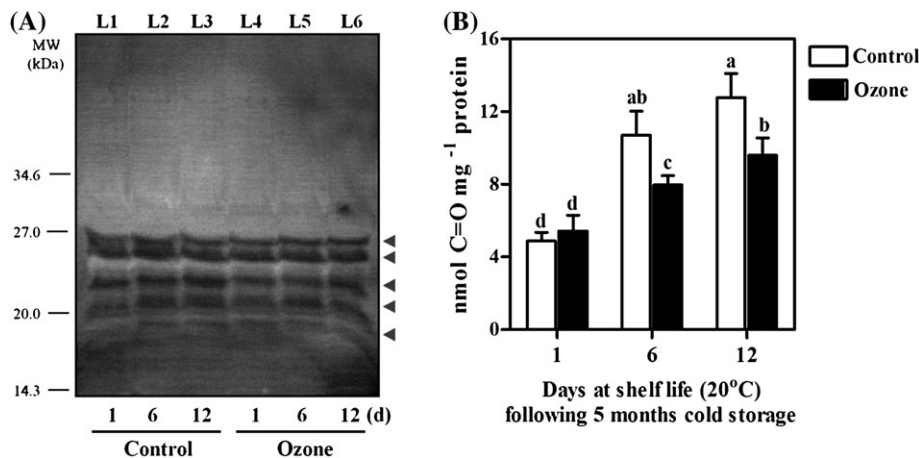 (A)
L1 L2 L3 L4 L5 L6
MW
(kDa)
34.6
27.0
20.0
14.3
1 6 12 1 6 12 (d)
Control Ozone
(B)
nmol C=O mg⁻¹ protein
16
12
8
4
0
d d
ab
c
a
b
Control
Ozone
1 6 12
Days at shelf life (20°C)
following 5 months cold storage